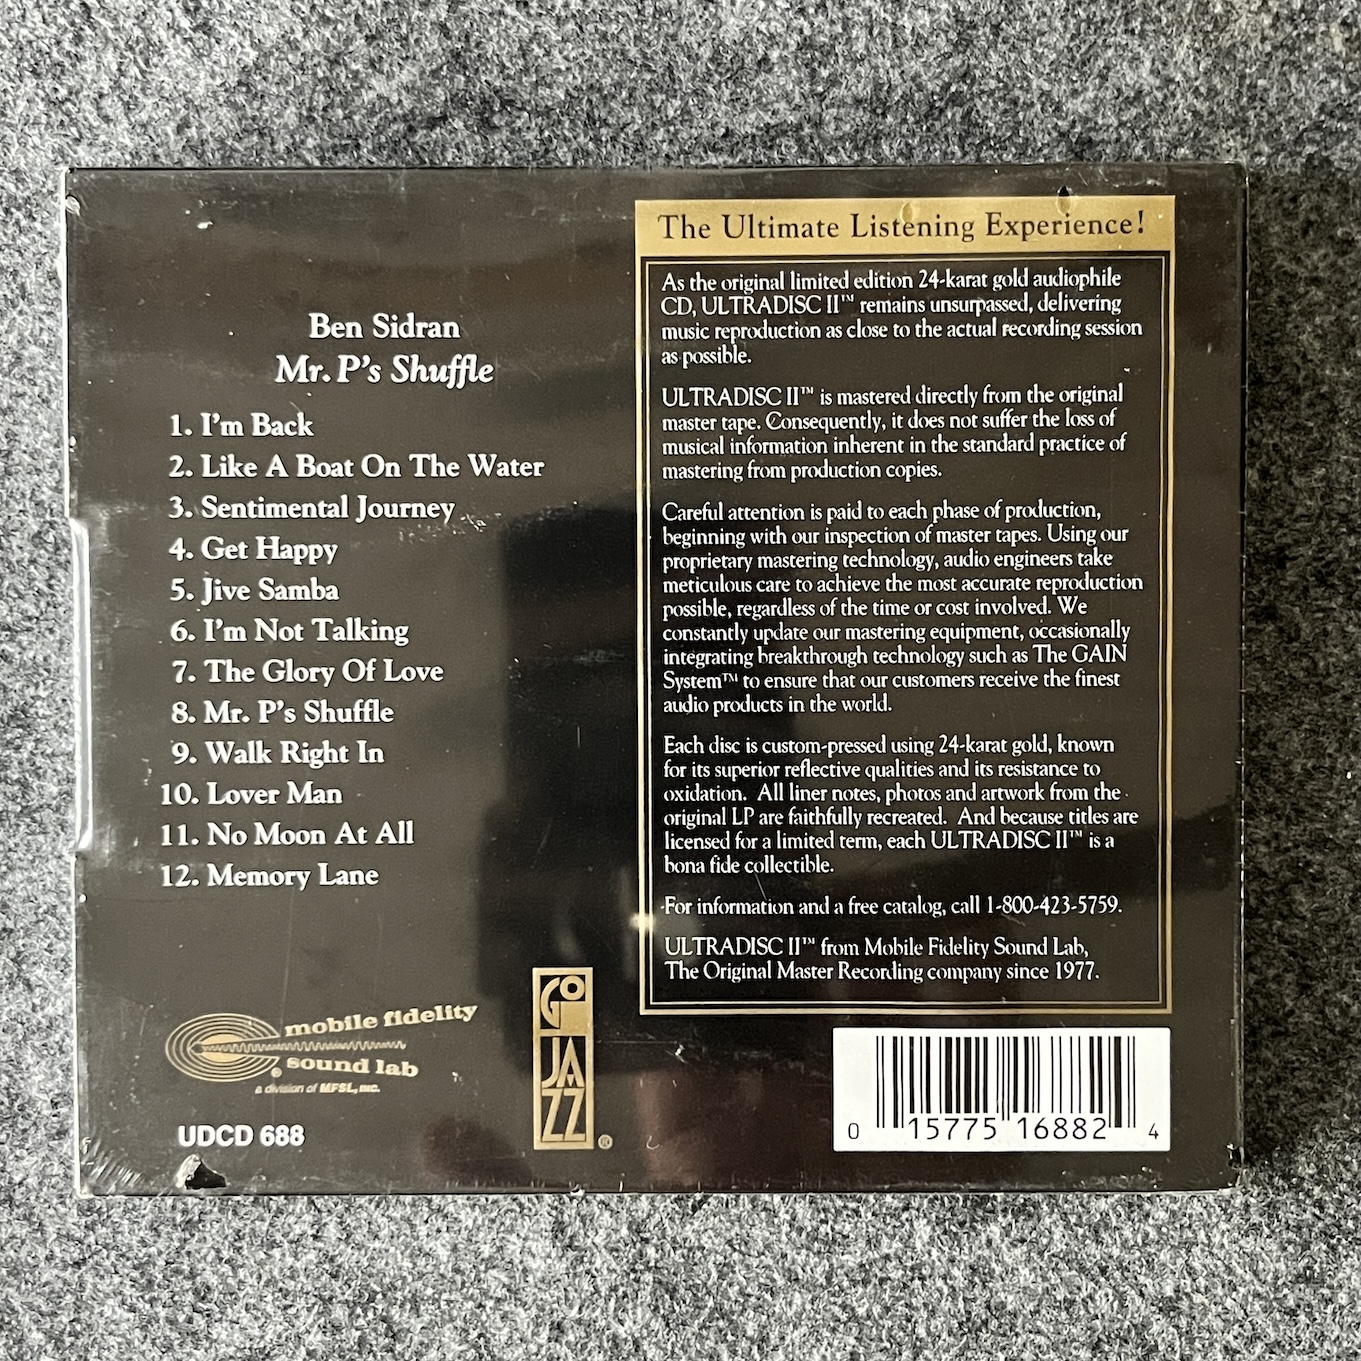 Ben Sidran
Mr. P's Shuffle
1. I'm Back
2. Like A Boat On The Water
3. Sentimental Journey
4. Get Happy
5. Jive Samba
6. I'm Not Talking
7. The Glory Of Love
8. Mr. P's Shuffle
9. Walk Right In
10. Lover Man
11. No Moon At All
12. Memory Lane
mobile fidelity
sound lab
®
a division of MFSL, INC.
UDCD 688
GO
JAZZ
®
The Ultimate Listening Experience!
As the original limited edition 24-karat gold audiophile
CD, ULTRADISC II™ remains unsurpassed, delivering
music reproduction as close to the actual recording session
as possible.
ULTRADISC II™ is mastered directly from the original
master tape. Consequently, it does not suffer the loss of
musical information inherent in the standard practice of
mastering from production copies.
Careful attention is paid to each phase of production,
beginning with our inspection of master tapes. Using our
proprietary mastering technology, audio engineers take
meticulous care to achieve the most accurate reproduction
possible, regardless of the time or cost involved. We
constantly update our mastering equipment, occasionally
integrating breakthrough technology such as The GAIN
System™ to ensure that our customers receive the finest
audio products in the world.
Each disc is custom-pressed using 24-karat gold, known
for its superior reflective qualities and its resistance to
oxidation. All liner notes, photos and artwork from the
original LP are faithfully recreated. And because titles are
licensed for a limited term, each ULTRADISC II™ is a
bona fide collectible.
For information and a free catalog, call 1-800-423-5759.
ULTRADISC II™ from Mobile Fidelity Sound Lab,
The Original Master Recording company since 1977.
0 15775 16882 4